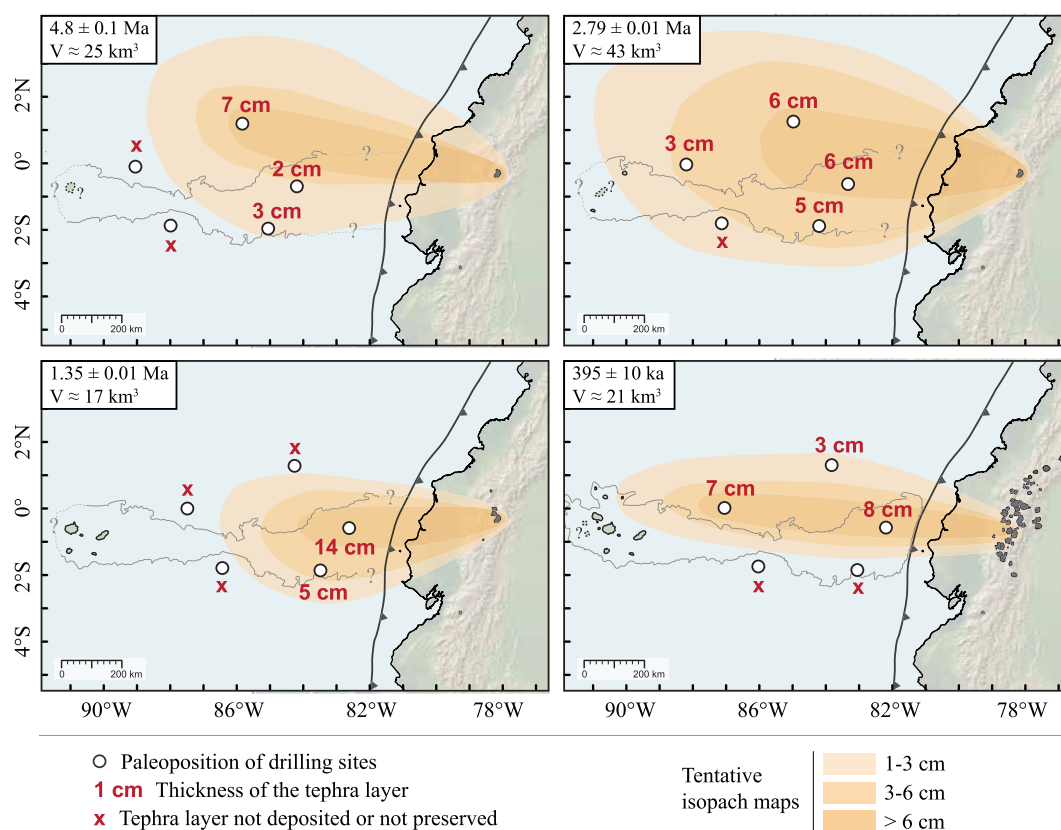 4.8 ± 0.1 Ma
V ≈ 25 km³
2°N
0°
2°S
4°S
7 cm
x
2 cm
3 cm
x
?
?
?
?
0 200 km
2.79 ± 0.01 Ma
V ≈ 43 km³
6 cm
3 cm
6 cm
5 cm
x
?
?
?
?
0 200 km
1.35 ± 0.01 Ma
V ≈ 17 km³
2°N
0°
2°S
4°S
x
x
14 cm
5 cm
x
?
?
?
0 200 km
90°W 86°W 82°W 78°W
395 ± 10 ka
V ≈ 21 km³
3 cm
7 cm
8 cm
x
x
?
?
0 200 km
90°W 86°W 82°W 78°W
Paleoposition of drilling sites
1 cm Thickness of the tephra layer
x Tephra layer not deposited or not preserved
Tentative
isopach maps
1-3 cm
3-6 cm
> 6 cm